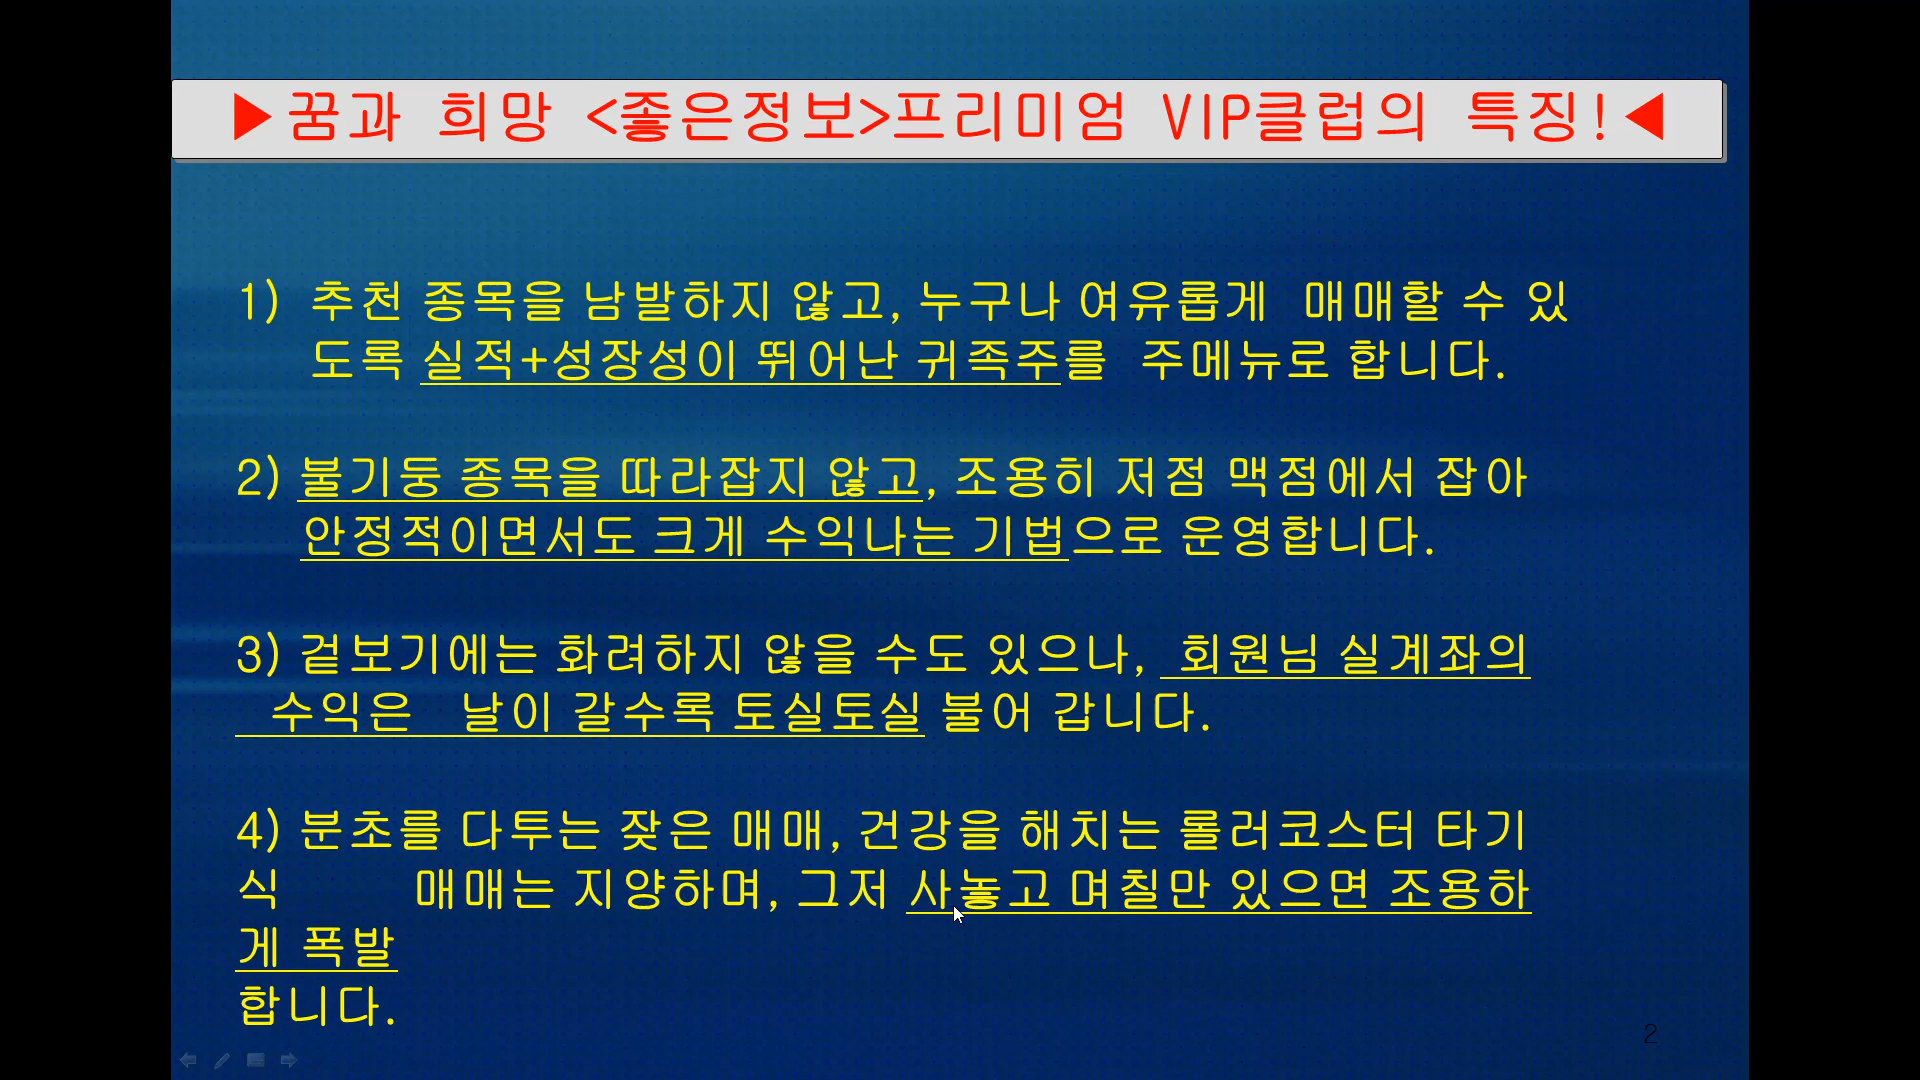 ▶꿈과 희망 <좋은정보>프리미엄 VIP클럽의 특징!◀
1) 추천 종목을 남발하지 않고, 누구나 여유롭게 매매할 수 있
도록 실적+성장성이 뛰어난 귀족주를 주메뉴로 합니다.
2) 불기둥 종목을 따라잡지 않고, 조용히 저점 맥점에서 잡아
안정적이면서도 크게 수익나는 기법으로 운영합니다.
3) 겉보기에는 화려하지 않을 수도 있으나, 회원님 실계좌의
수익은 날이 갈수록 토실토실 불어 갑니다.
4) 분초를 다투는 잦은 매매, 건강을 해치는 롤러코스터 타기
식 매매는 지양하며, 그저 사놓고 며칠만 있으면 조용하
게 폭발
합니다.
2